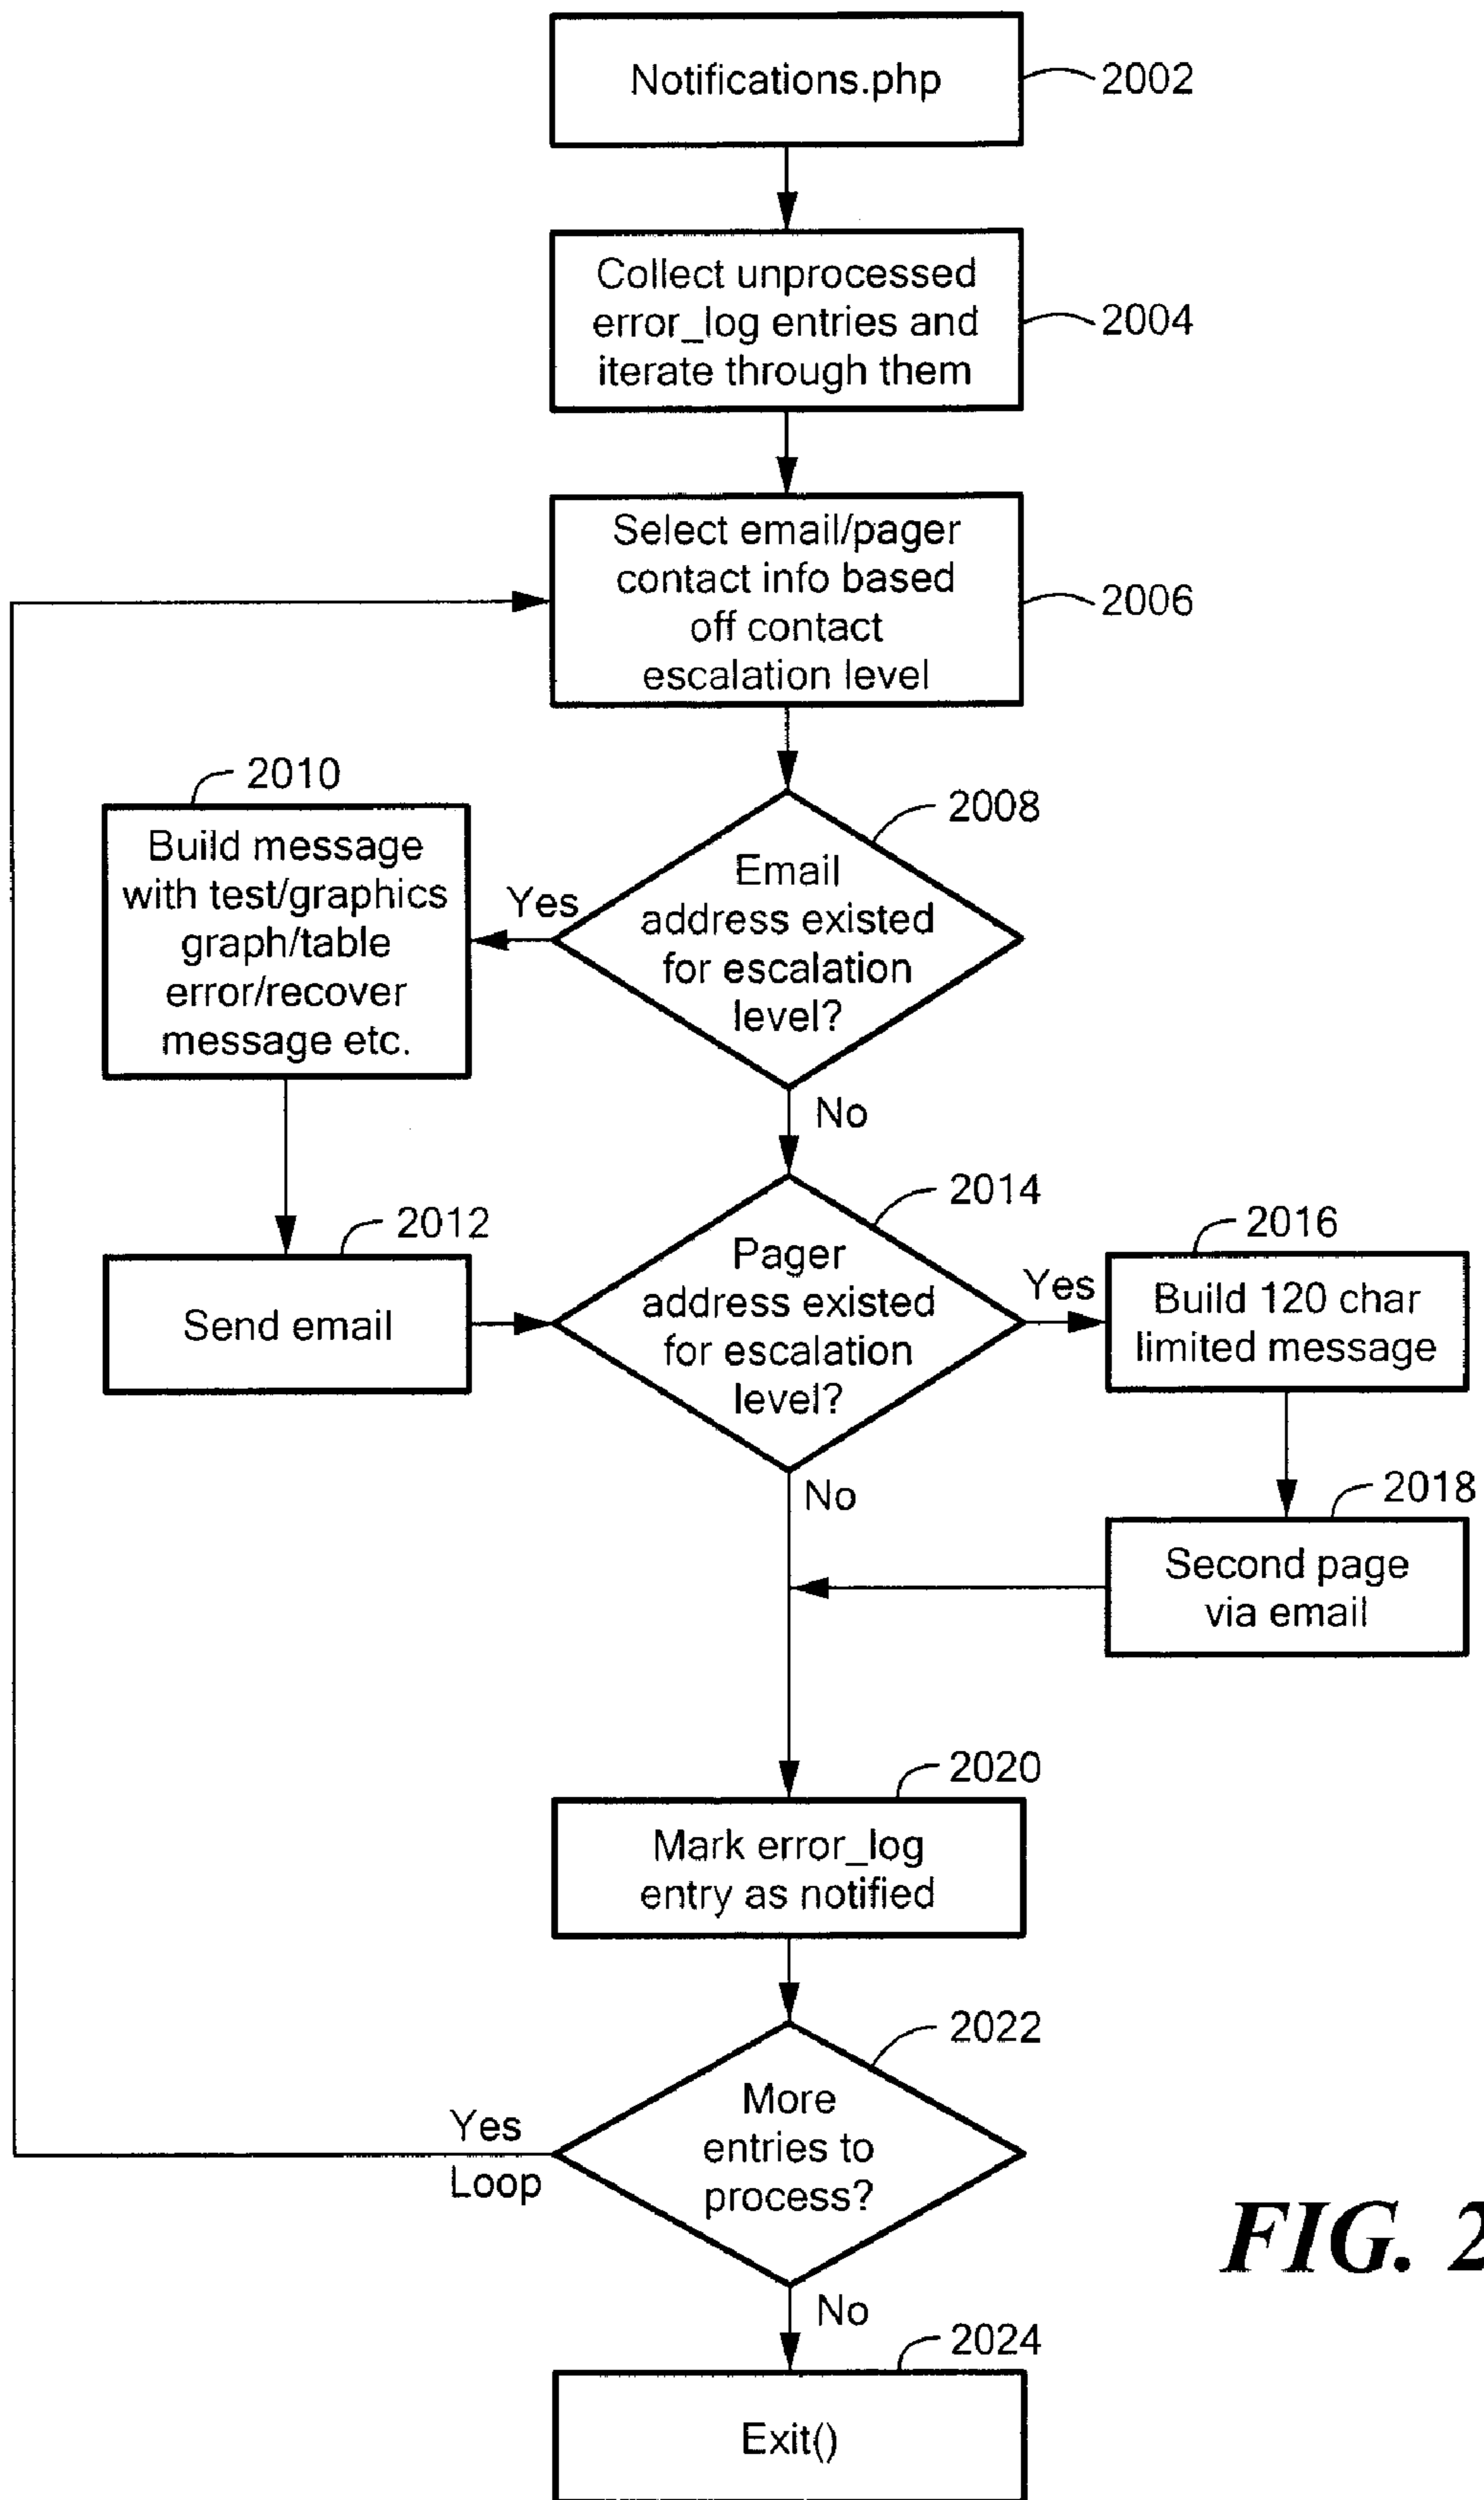 Notifications.php
2002
Collect unprocessed
error_log entries and
iterate through them
2004
Select email/pager
contact info based
off contact
escalation level
2006
2010
Build message
with test/graphics
graph/table
error/recover
message etc.
2008
Email
address existed
for escalation
level?
Yes
No
2012
Send email
2014
Pager
address existed
for escalation
level?
Yes
No
2016
Build 120 char
limited message
2018
Second page
via email
2020
Mark error_log
entry as notified
2022
More
entries to
process?
Yes
Loop
No
FIG. 2
2024
Exit()